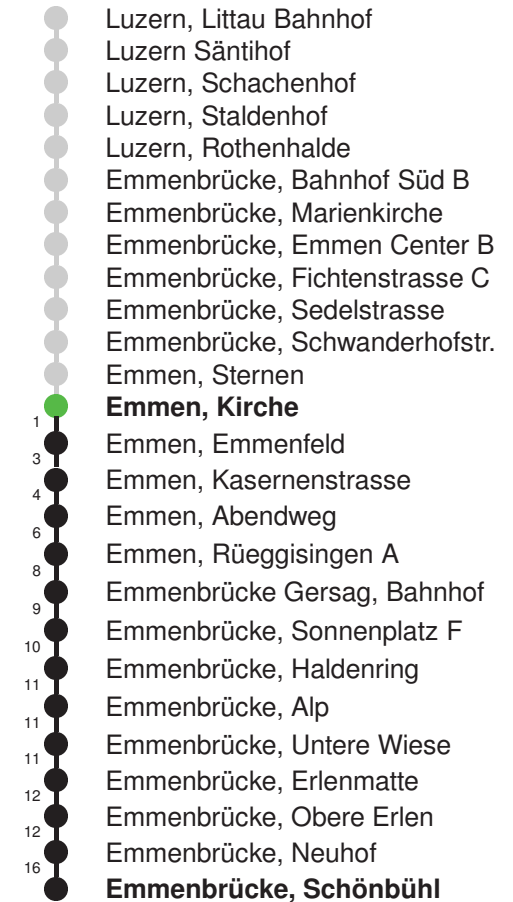 Luzern, Littau Bahnhof
Luzern Säntihof
Luzern, Schachenhof
Luzern, Staldenhof
Luzern, Rothenhalde
Emmenbrücke, Bahnhof Süd B
Emmenbrücke, Marienkirche
Emmenbrücke, Emmen Center B
Emmenbrücke, Fichtenstrasse C
Emmenbrücke, Sedelstrasse
Emmenbrücke, Schwanderhofstr.
Emmen, Sternen
Emmen, Kirche
1
Emmen, Emmenfeld
3
Emmen, Kasernenstrasse
4
Emmen, Abendweg
6
Emmen, Rüeggisingen A
8
Emmenbrücke Gersag, Bahnhof
9
Emmenbrücke, Sonnenplatz F
10
Emmenbrücke, Haldenring
11
Emmenbrücke, Alp
11
Emmenbrücke, Untere Wiese
11
Emmenbrücke, Erlenmatte
12
Emmenbrücke, Obere Erlen
12
Emmenbrücke, Neuhof
16
Emmenbrücke, Schönbühl